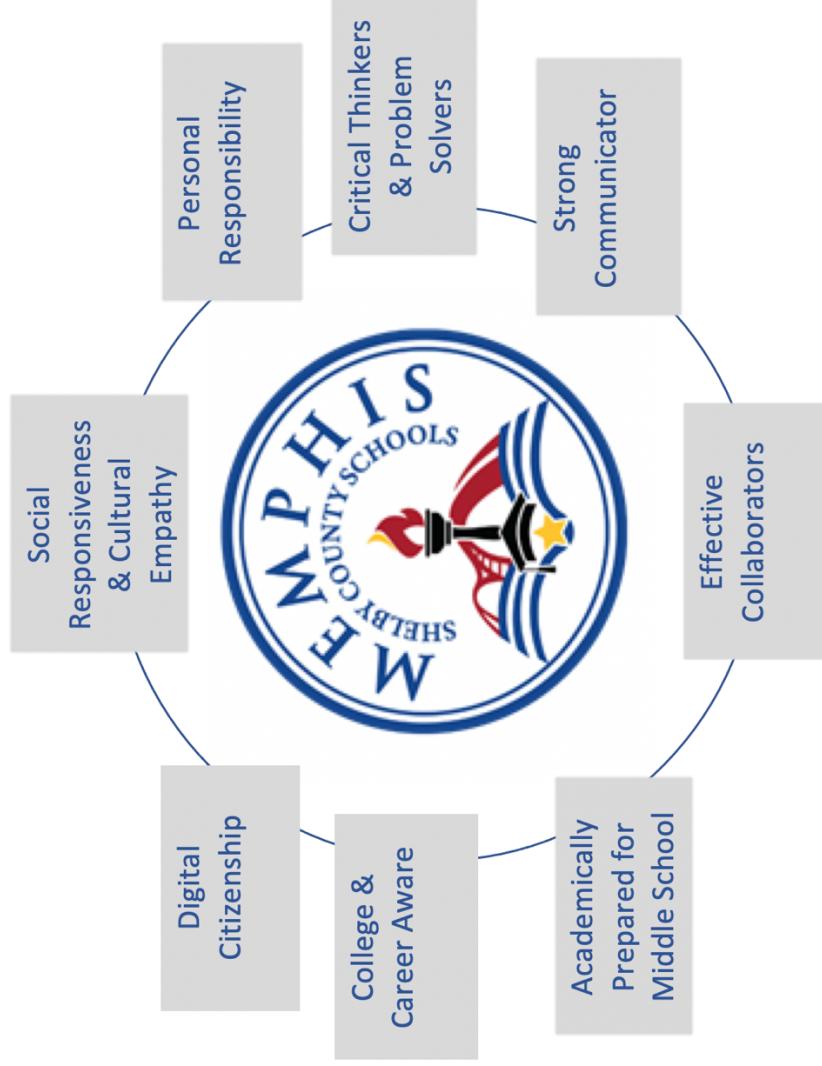 Social
Responsiveness
& Cultural
Empathy
Personal
Responsibility
Critical Thinkers
& Problem
Solvers
Strong
Communicator
Effective
Collaborators
Academically
Prepared for
Middle School
College &
Career Aware
Digital
Citizenship
MEMPHIS
SHELBY COUNTY SCHOOLS